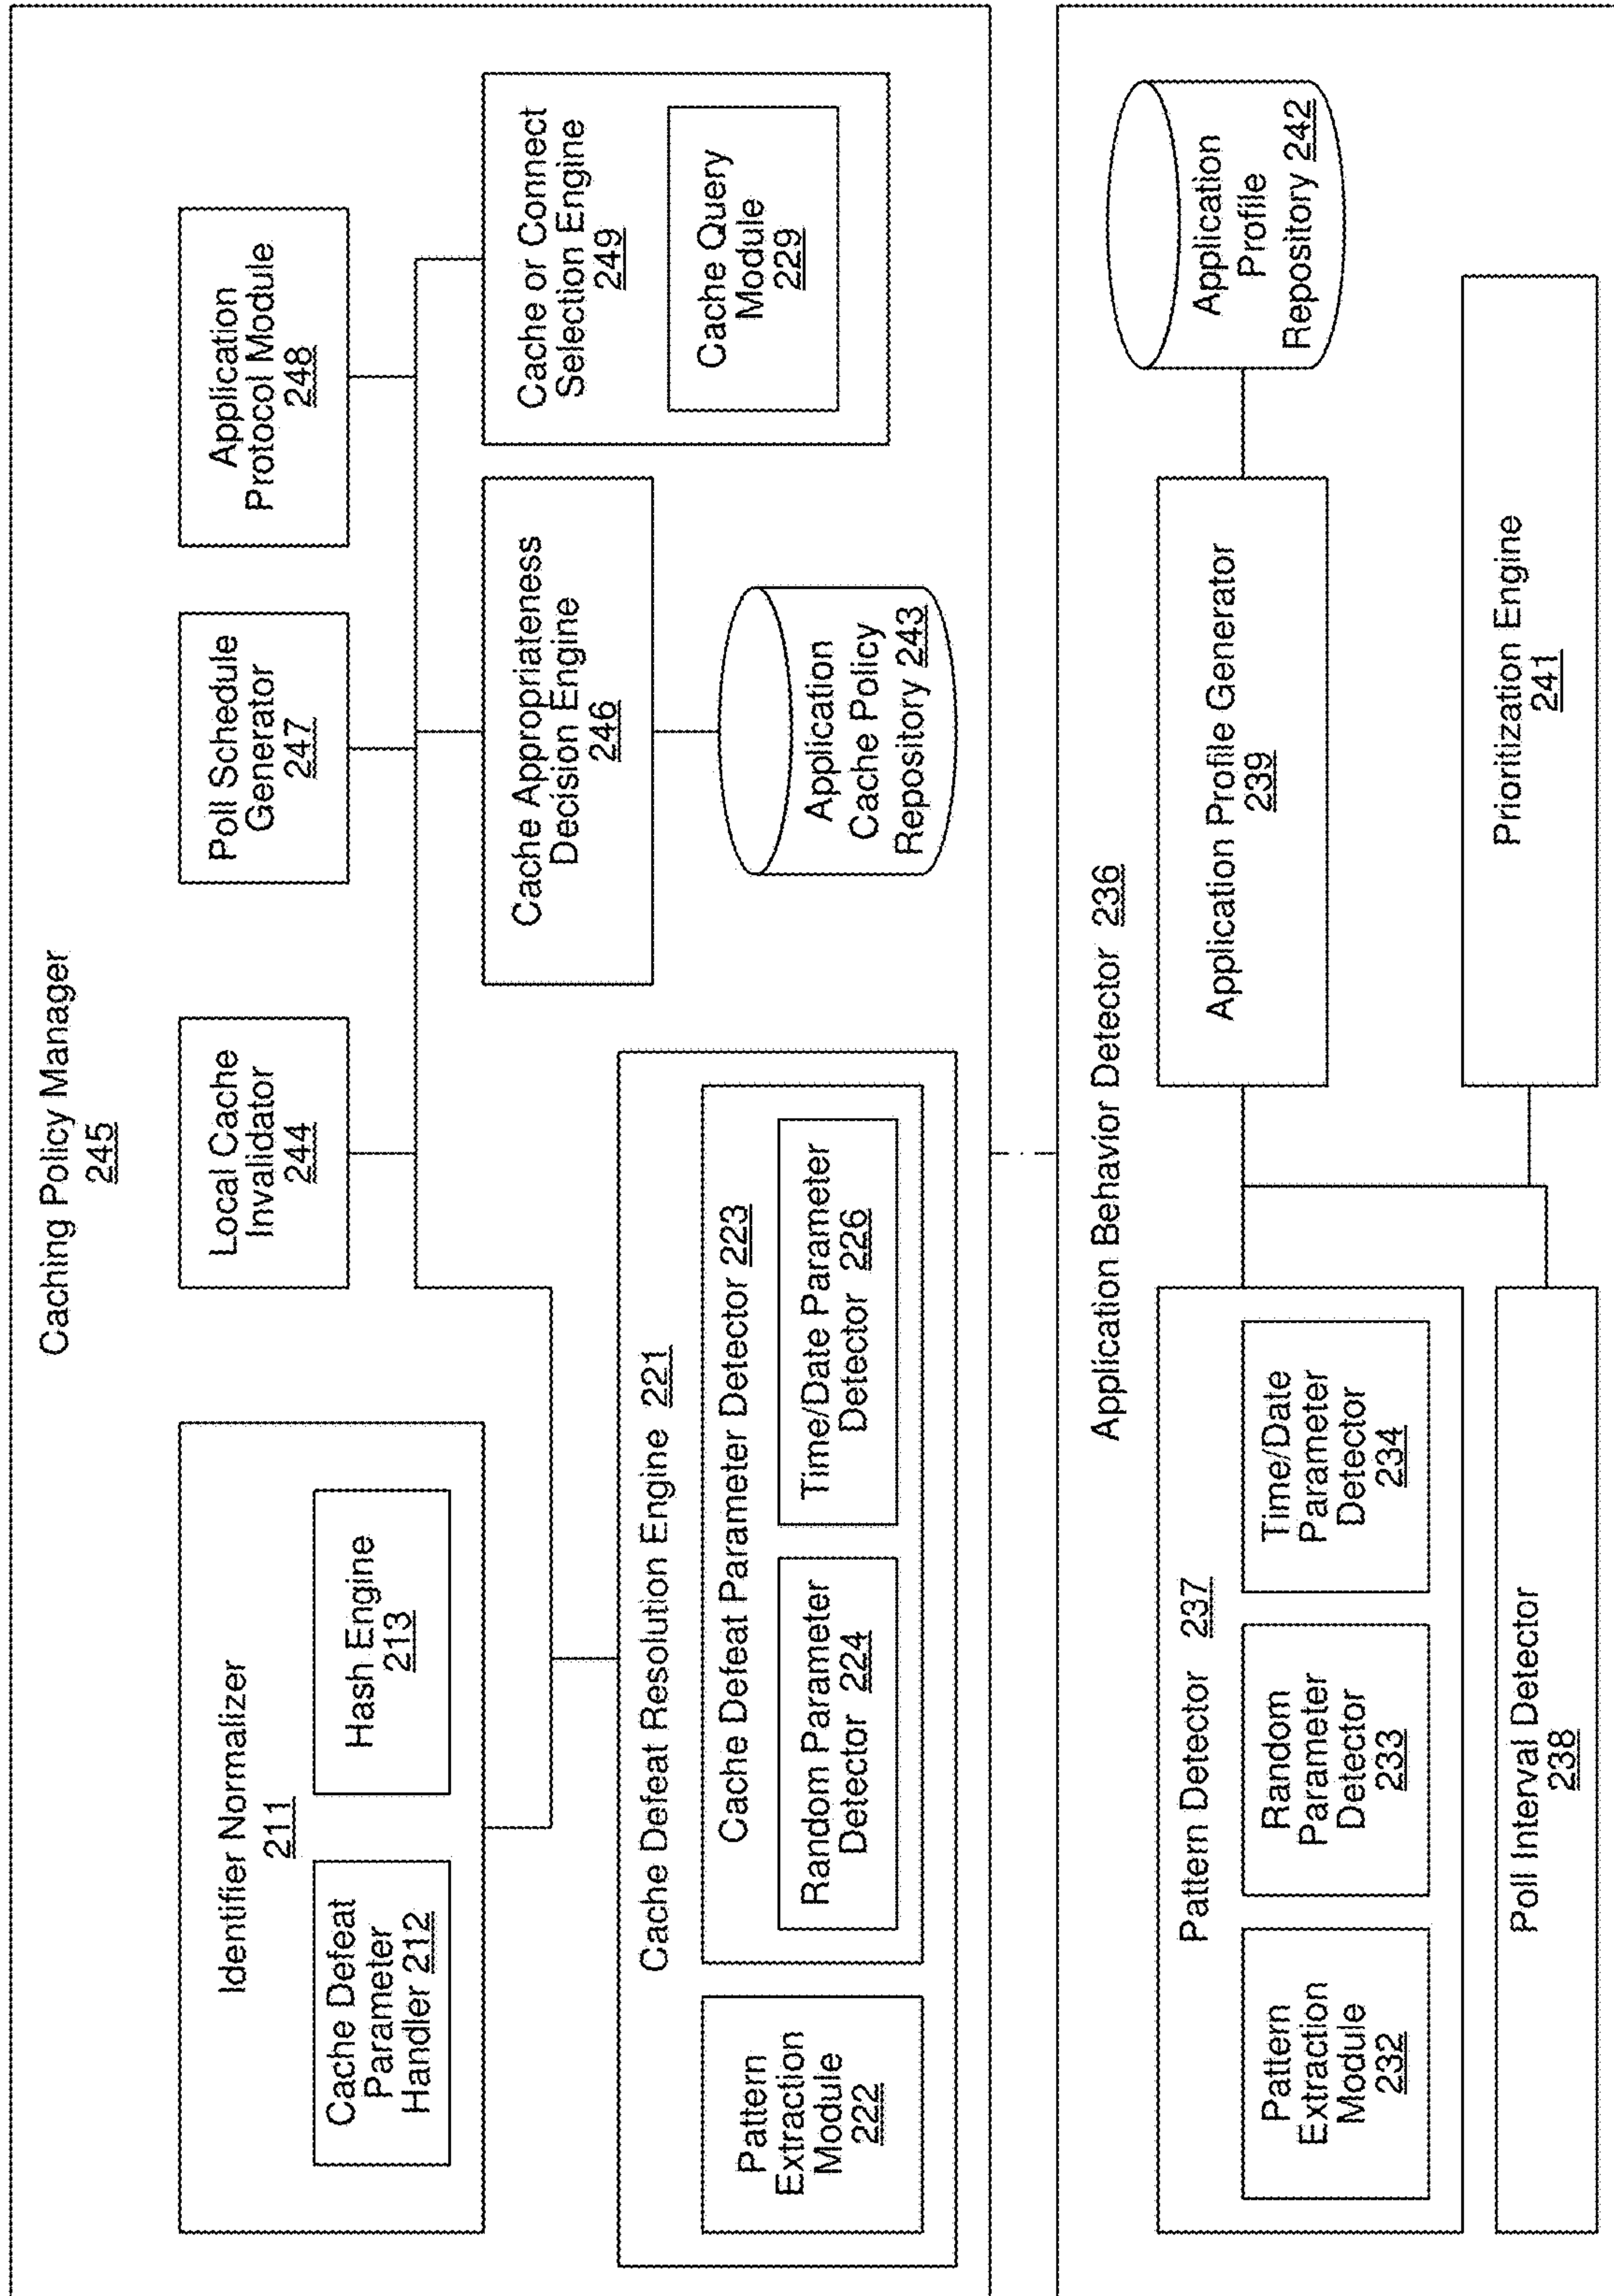 Caching Policy Manager
245
Identifier Normalizer
211
Cache Defeat
Parameter
Handler 212
Hash Engine
213
Local Cache
Invalidator
244
Poll Schedule
Generator
247
Application
Protocol Module
248
Cache Defeat Resolution Engine 221
Pattern
Extraction
Module
222
Cache Defeat Parameter Detector 223
Random Parameter
Detector 224
Time/Date Parameter
Detector 226
Cache Appropriateness
Decision Engine
246
Application
Cache Policy
Repository 243
Cache or Connect
Selection Engine
249
Cache Query
Module
229
Application Behavior Detector 236
Pattern Detector 237
Pattern
Extraction
Module
232
Random
Parameter
Detector
233
Time/Date
Parameter
Detector
234
Poll Interval Detector
238
Application Profile Generator
239
Application
Profile
Repository 242
Prioritization Engine
241